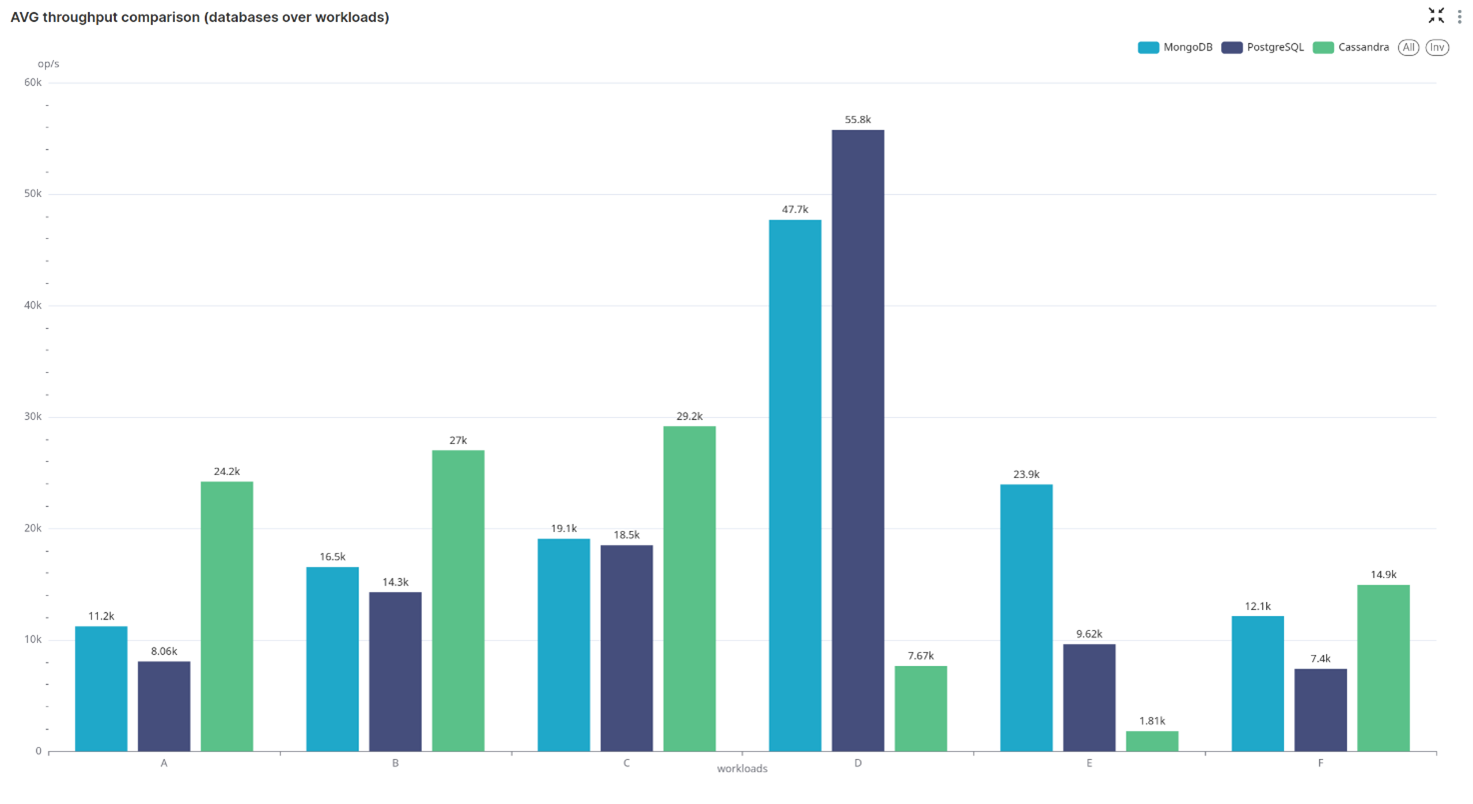 AVG throughput comparison (databases over workloads)
MongoDB PostgreSQL Cassandra All Inv
op/s
60k
50k
40k
30k
20k
10k
0
11.2k
8.06k
24.2k
16.5k
14.3k
27k
19.1k
18.5k
29.2k
47.7k
55.8k
7.67k
23.9k
9.62k
1.81k
12.1k
7.4k
14.9k
A B C D E F
workloads